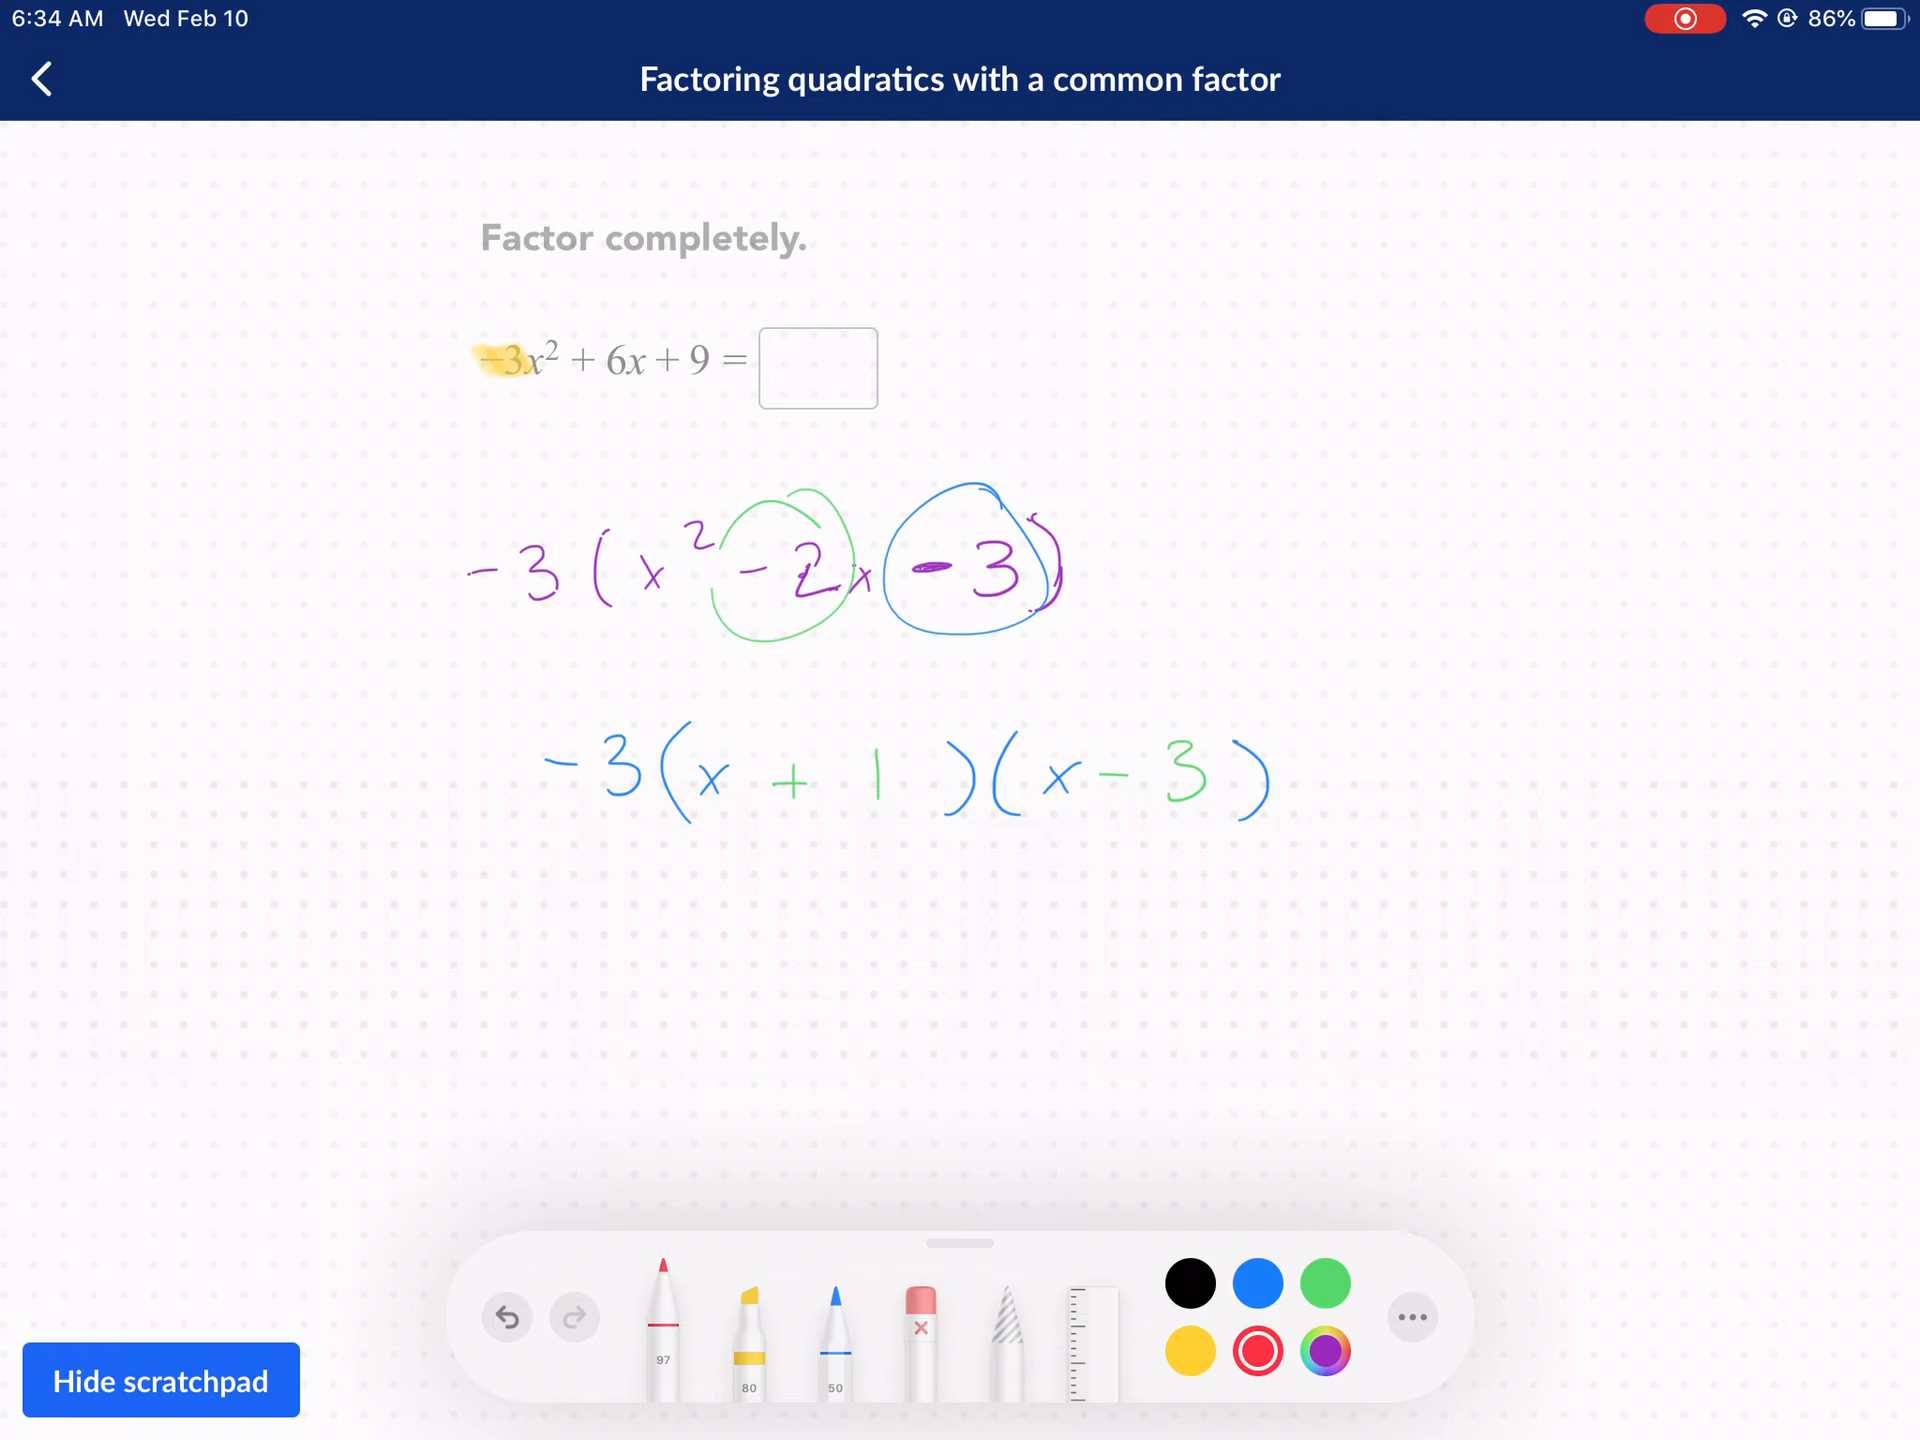 6:34 AM Wed Feb 10 86%
Factoring quadratics with a common factor
Factor completely.
−3x² + 6x + 9 =
-3(x² - 2x - 3)
-3(x + 1)(x - 3)
97 80 50
Hide scratchpad